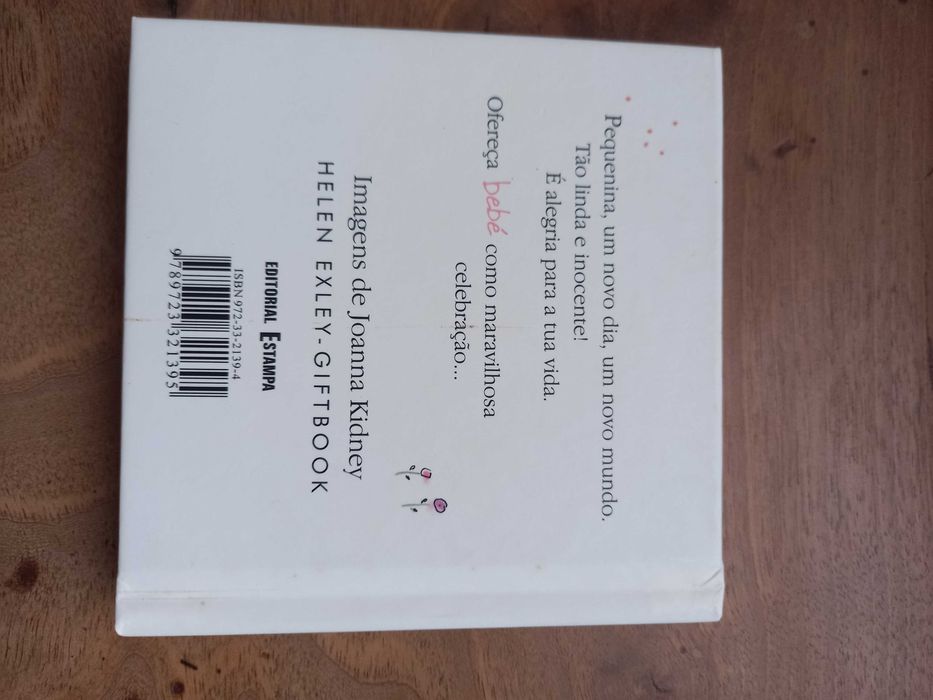 Pequenina, um novo dia, um novo mundo.
Tão linda e inocente!
É alegria para a tua vida.
Ofereça bebé como maravilhosa
celebração...
Imagens de Joanna Kidney
HELEN EXLEY-GIFTBOOK
EDITORIAL ESTAMPA
ISBN 972-33-2139-4
9789723321395